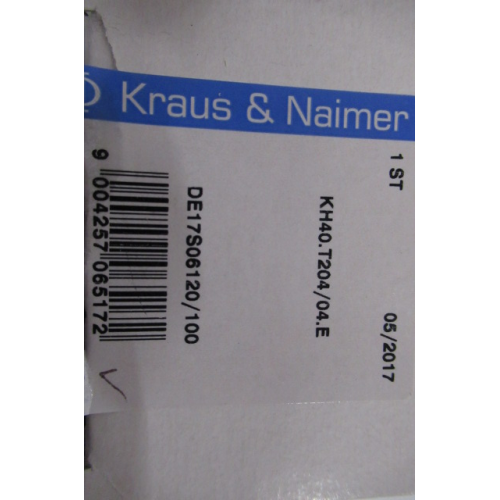 Kraus & Naimer
1 ST 05/2017
KH40.T204/04.E
DE17S06120/100
9 004257 065172